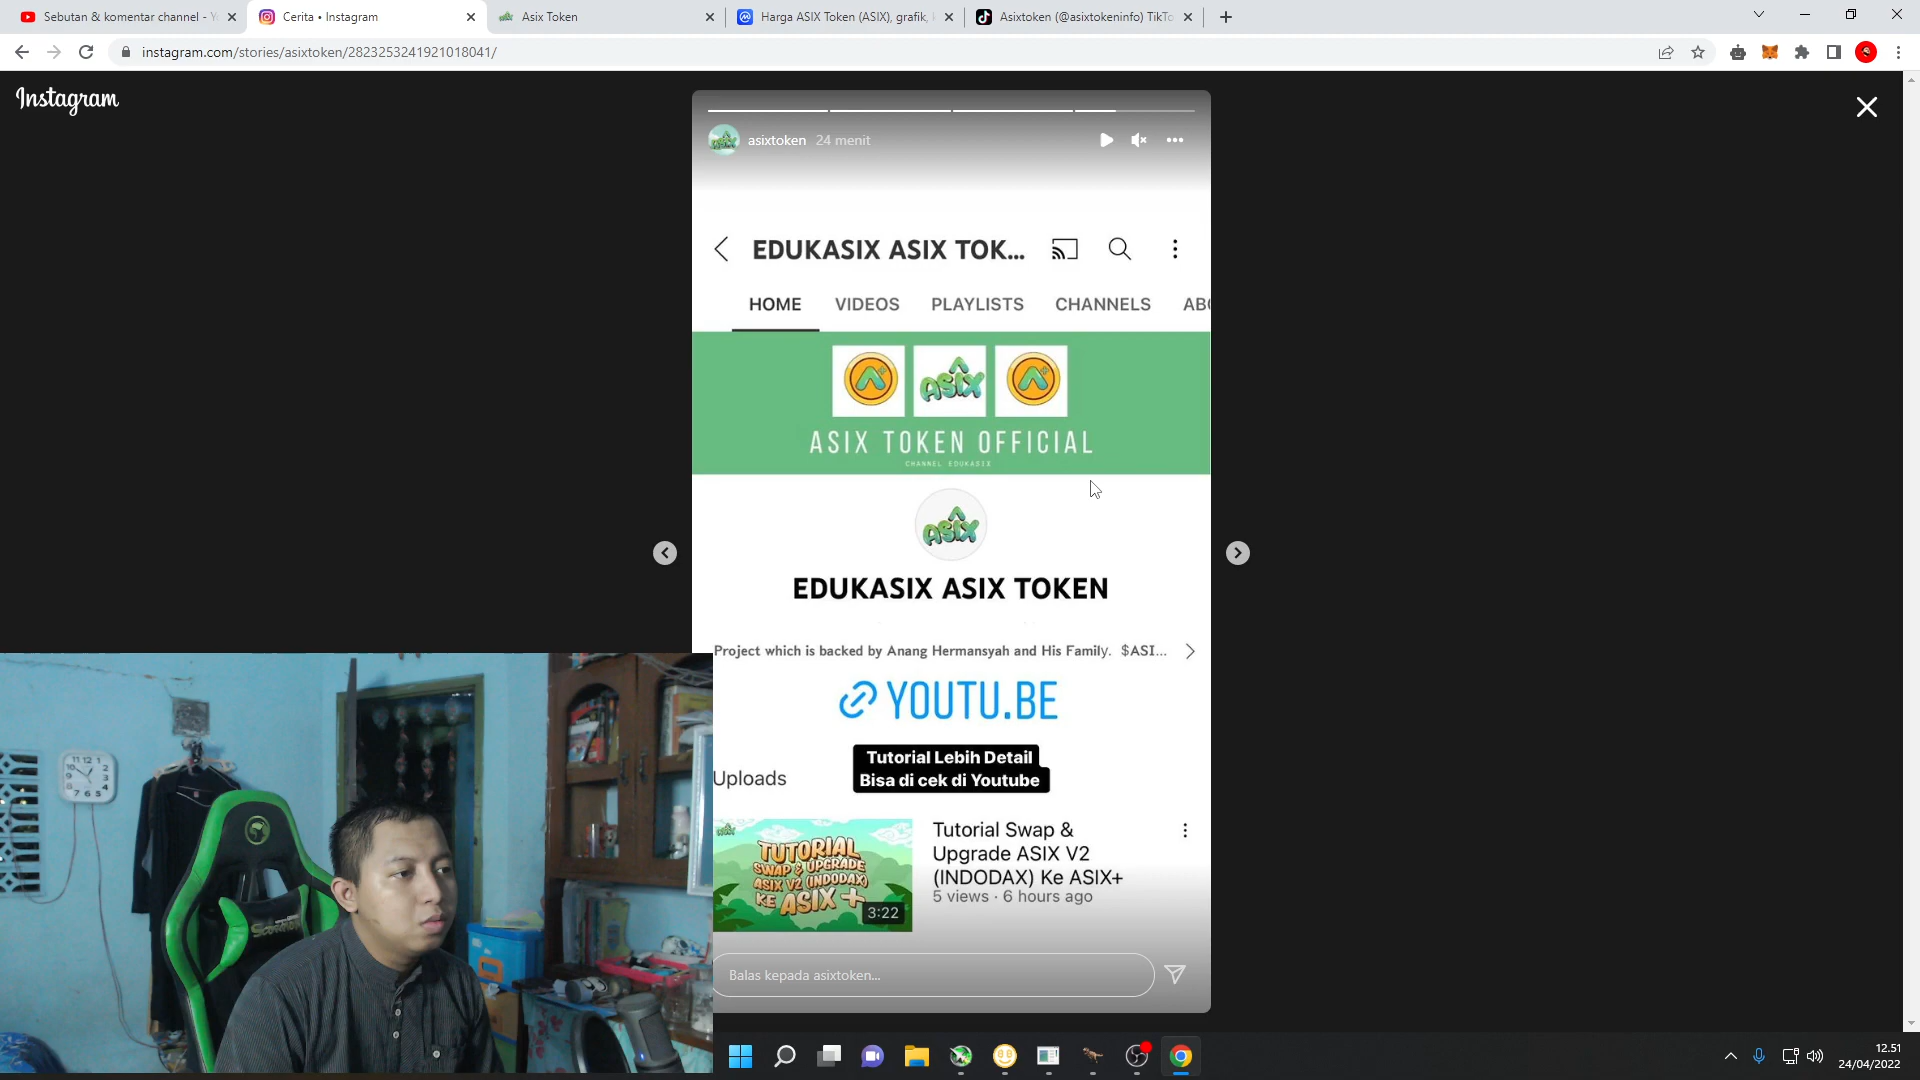 Sebutan & komentar channel - Y
Cerita • Instagram
Asix Token
Harga ASIX Token (ASIX), grafik,
Asixtoken (@asixtokeninfo) TikTo
instagram.com/stories/asixtoken/2823253241921018041/
Instagram
asixtoken 24 menit
EDUKASIX ASIX TOK...
HOME VIDEOS PLAYLISTS CHANNELS ABO
ASIX
ASIX TOKEN OFFICIAL
CHANNEL EDUKASIX
ASIX
EDUKASIX ASIX TOKEN
Project which is backed by Anang Hermansyah and His Family. $ASI...
YOUTU.BE
Tutorial Lebih Detail
Bisa di cek di Youtube
Uploads
TUTORIAL
SWAP & UPGRADE
ASIX V2 (INDODAX)
KE ASIX +
3:22
Tutorial Swap &
Upgrade ASIX V2
(INDODAX) Ke ASIX+
5 views · 6 hours ago
Balas kepada asixtoken...
12.51
24/04/2022